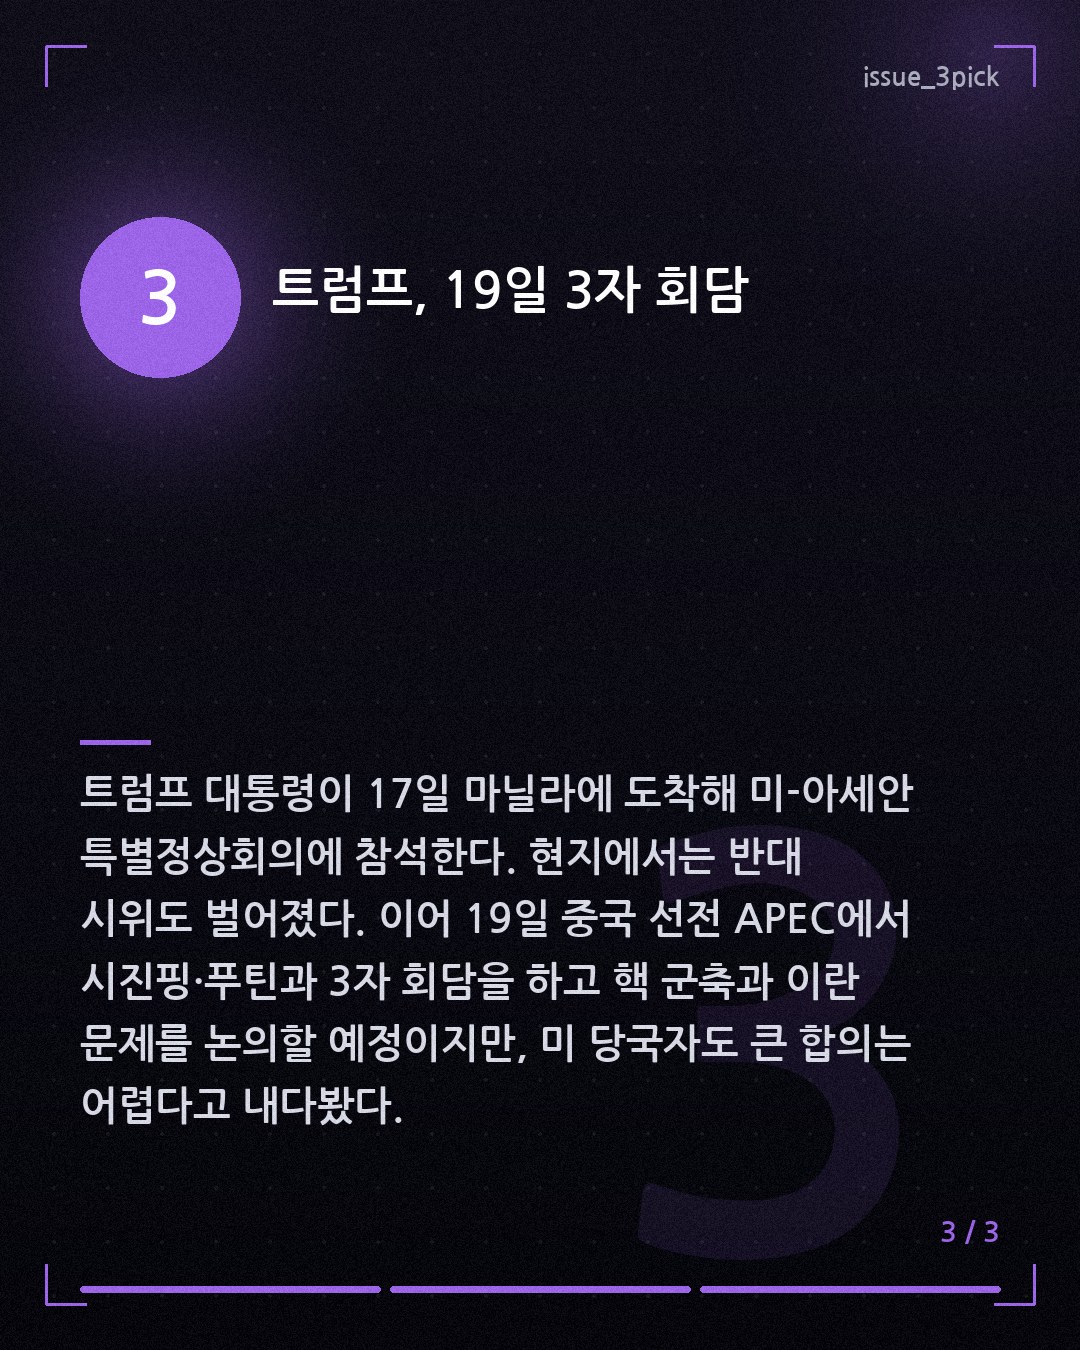 issue_3pick
3
트럼프, 19일 3자 회담
트럼프 대통령이 17일 마닐라에 도착해 미-아세안
특별정상회의에 참석한다. 현지에서는 반대
시위도 벌어졌다. 이어 19일 중국 선전 APEC에서
시진핑·푸틴과 3자 회담을 하고 핵 군축과 이란
문제를 논의할 예정이지만, 미 당국자도 큰 합의는
어렵다고 내다봤다.
3
3 / 3